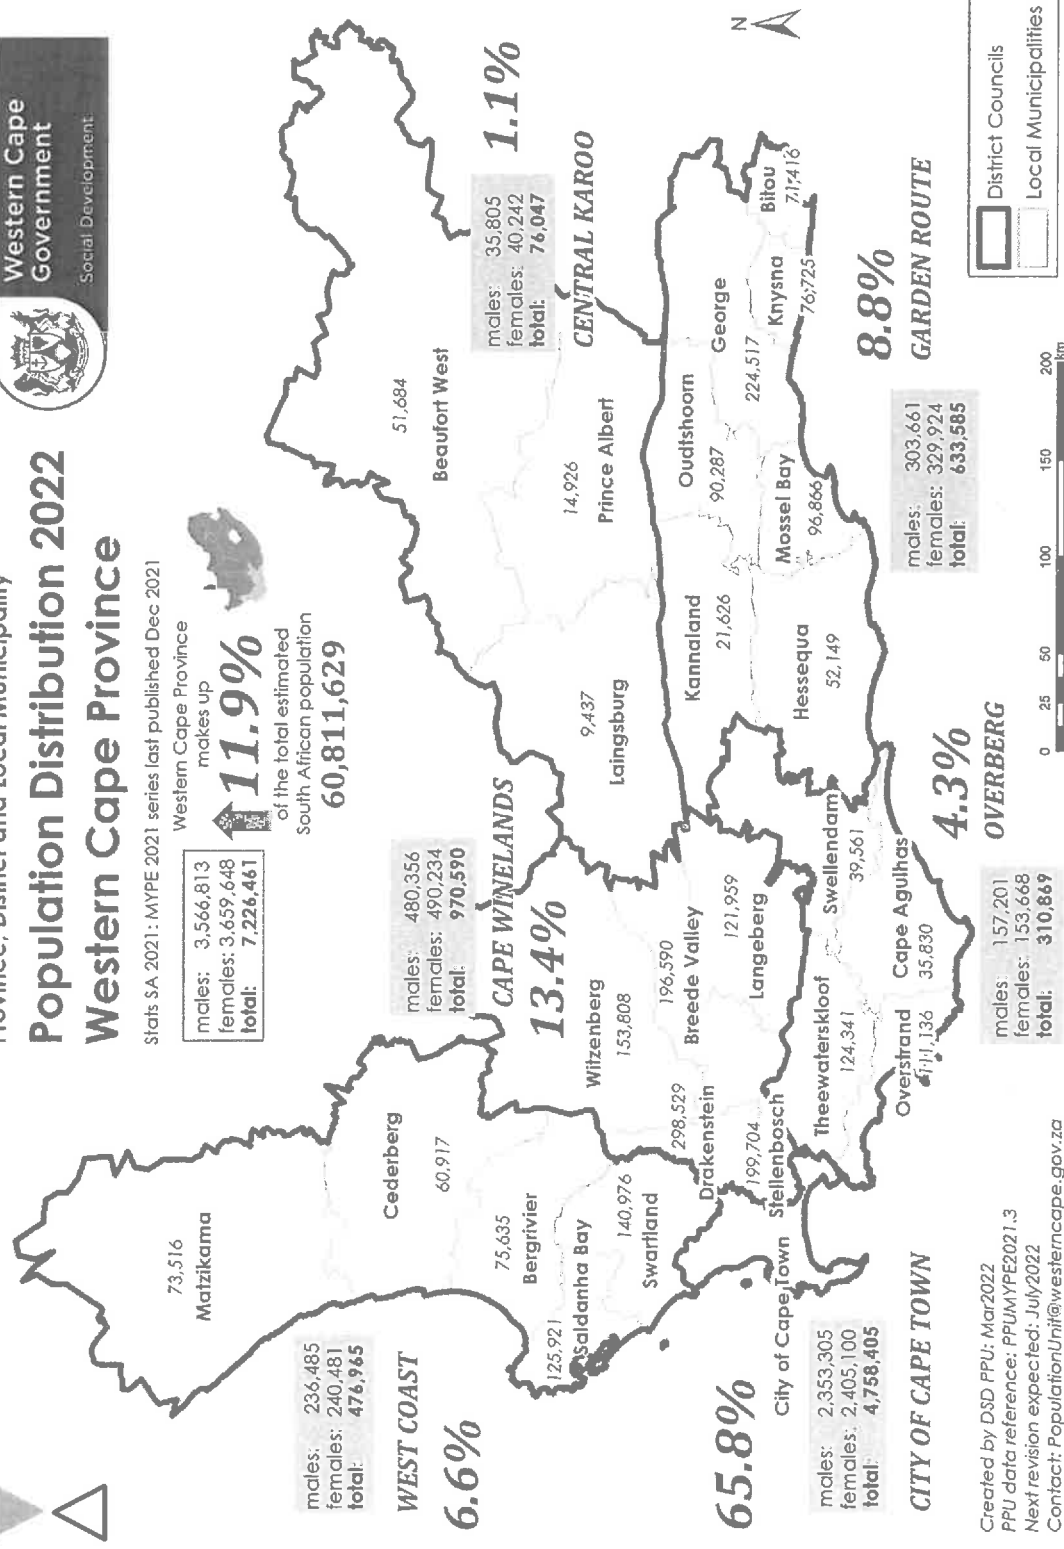 Province, District and Local Municipality
Population Distribution 2022
Western Cape Province
Western Cape
Government
Social Development
Stats SA 2021: MYPE 2021 series last published Dec 2021
males: 3,566,813
females: 3,659,648
total: 7,226,461
Western Cape Province
makes up
11.9%
of the total estimated
South African population
60,811,629
males: 236,485
females: 240,481
total: 476,965
WEST COAST
6.6%
73,516
Matzikama
Cederberg
60,917
75,635
Bergrivier
125,921
Saldanha Bay
140,976
Swartland
males: 480,356
females: 490,234
total: 970,590
CAPE WINELANDS
13.4%
Witzenberg
153,808
298,529
Drakenstein
196,590
Breede Valley
121,959
Langeberg
199,704
Stellenbosch
51,684
Beaufort West
14,926
Prince Albert
9,437
Laingsburg
males: 35,805
females: 40,242
total: 76,047
1.1%
CENTRAL KAROO
Kannaland
21,626
Oudtshoorn
90,287
George
224,517
Bitou
71,416
Knysna
76,725
Mossel Bay
96,866
Hessequa
52,149
8.8%
GARDEN ROUTE
males: 303,661
females: 329,924
total: 633,585
65.8%
City of Cape Town
males: 2,353,305
females: 2,405,100
total: 4,758,405
CITY OF CAPE TOWN
Theewaterskloof
124,341
Swellendam
39,561
Overstrand
111,136
Cape Agulhas
35,830
4.3%
OVERBERG
males: 157,201
females: 153,668
total: 310,869
N
District Councils
Local Municipalities
0 25 50 100 150 200
km
Created by DSD PPU: Mar2022
PPU data reference: PPUMYPE2021.3
Next revision expected: July2022
Contact: PopulationUnit@westerncape.gov.za